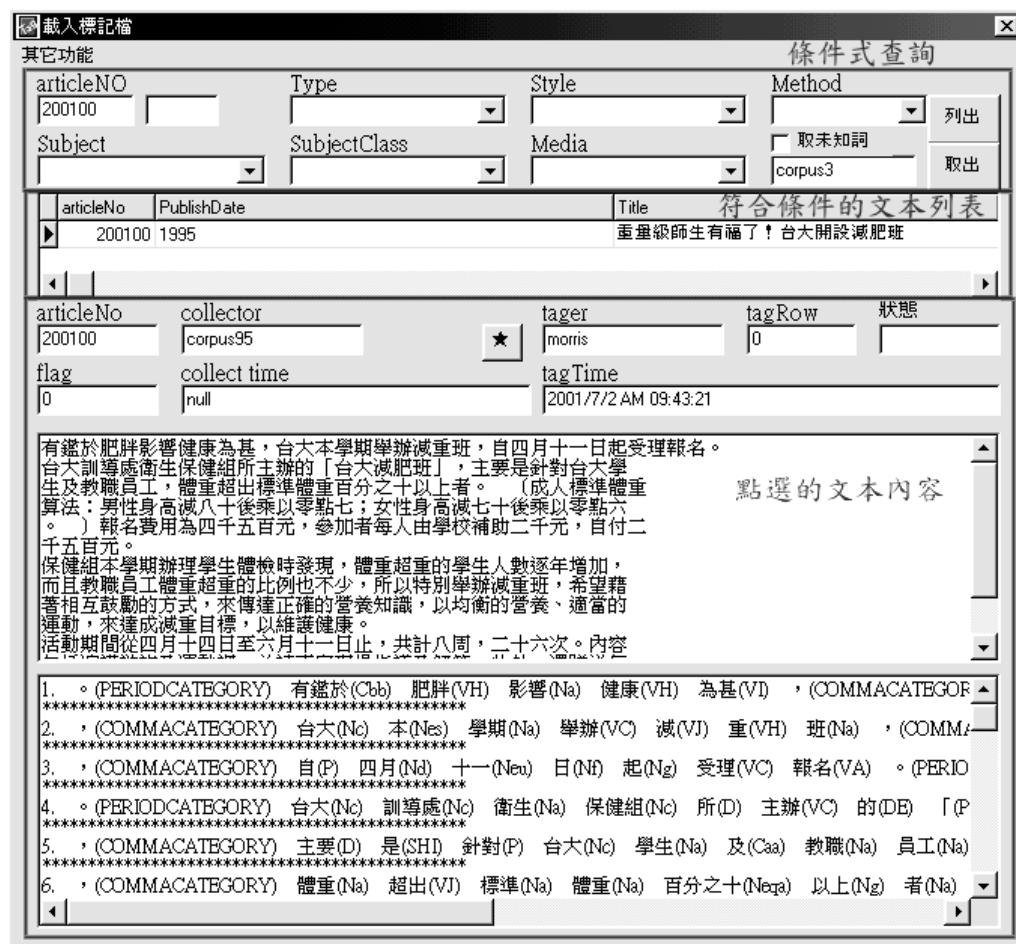 載入標記檔
其它功能
條件式查詢
articleNO Type Style Method
200100 列出
Subject SubjectClass Media 取未知詞
corpus3 取出
articleNo PublishDate Title 符合條件的文本列表
200100 1995 重量級師生有福了！台大開設減肥班
articleNo collector tager tagRow 狀態
200100 corpus95 ★ morris 0
flag collect time tagTime
0 null 2001/7/2 AM 09:43:21
有鑑於肥胖影響健康為甚，台大本學期舉辦減重班，自四月十一日起受理報名。
台大訓導處衛生保健組所主辦的「台大減肥班」，主要是針對台大學
生及教職員工，體重超出標準體重百分之十以上者。 （成人標準體重
點選的文本內容
算法：男性身高減八十後乘以零點七；女性身高減七十後乘以零點六
。 ）報名費用為四千五百元，參加者每人由學校補助二千元，自付二
千五百元。
保健組本學期辦理學生體檢時發現，體重超重的學生人數逐年增加，
而且教職員工體重超重的比例也不少，所以特別舉辦減重班，希望藉
著相互鼓勵的方式，來傳達正確的營養知識，以均衡的營養、適當的
運動，來達成減重目標，以維護健康。
活動期間從四月十四日至六月十一日止，共計八周，二十六次。內容
1. 。(PERIODCATEGORY) 有鑑於(Cbb) 肥胖(VH) 影響(Na) 健康(VH) 為甚(VI) ，(COMMACATEGOR
*********************************************
2. ，(COMMACATEGORY) 台大(Nc) 本(Nes) 學期(Na) 舉辦(VC) 減(VJ) 重(VH) 班(Na) ，(COMMA
*********************************************
3. ，(COMMACATEGORY) 自(P) 四月(Nd) 十一(Neu) 日(Nf) 起(Ng) 受理(VC) 報名(VA) 。(PERIO
*********************************************
4. 。(PERIODCATEGORY) 台大(Nc) 訓導處(Nc) 衛生(Na) 保健組(Nc) 所(D) 主辦(VC) 的(DE) 「(P
*********************************************
5. ，(COMMACATEGORY) 主要(D) 是(SHI) 針對(P) 台大(Nc) 學生(Na) 及(Caa) 教職(Na) 員工(Na)
*********************************************
6. ，(COMMACATEGORY) 體重(Na) 超出(VJ) 標準(Na) 體重(Na) 百分之十(Neqa) 以上(Ng) 者(Na)